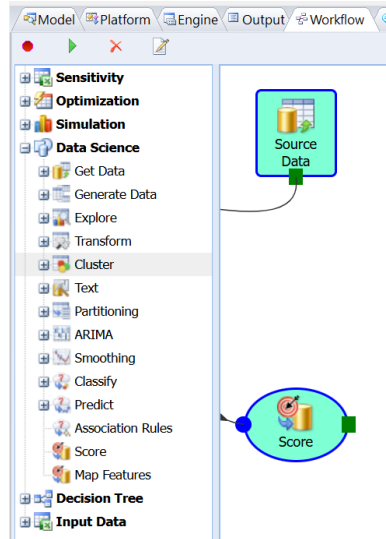 Model Platform Engine Output Workflow
Sensitivity
Optimization
Simulation
Data Science
Get Data
Generate Data
Explore
Transform
Cluster
Text
Partitioning
ARIMA
Smoothing
Classify
Predict
Association Rules
Score
Map Features
Decision Tree
Input Data
Source
Data
Score